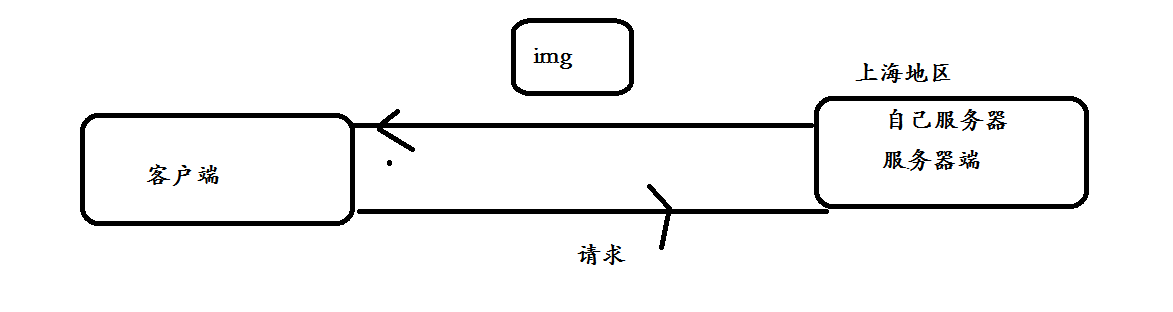 img
上海地区
自己服务器
服务器端
客户端
请求